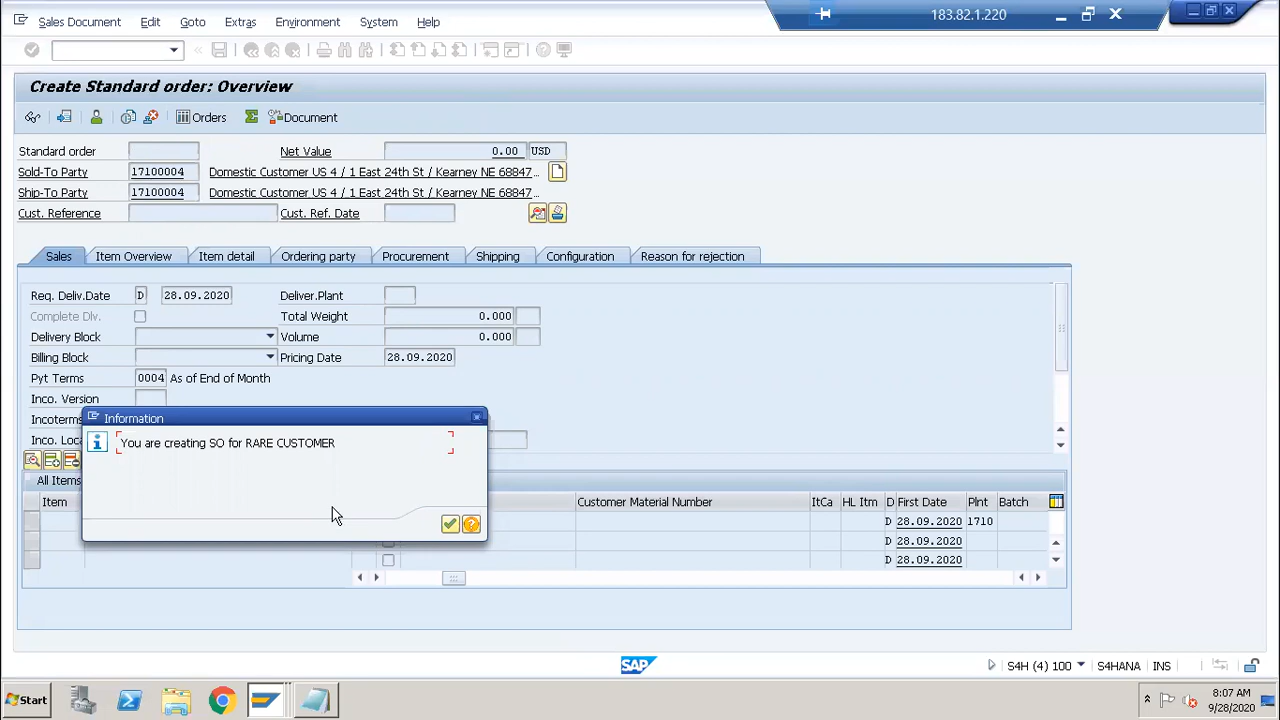 Sales Document Edit Goto Extras Environment System Help
183.82.1.220
Create Standard order: Overview
Orders Document
Standard order Net Value 0.00 USD
Sold-To Party 17100004 Domestic Customer US 4 / 1 East 24th St / Kearney NE 68847...
Ship-To Party 17100004 Domestic Customer US 4 / 1 East 24th St / Kearney NE 68847...
Cust. Reference Cust. Ref. Date
Sales Item Overview Item detail Ordering party Procurement Shipping Configuration Reason for rejection
Req. Deliv.Date D 28.09.2020 Deliver.Plant
Complete Dlv. Total Weight 0.000
Delivery Block Volume 0.000
Billing Block Pricing Date 28.09.2020
Pyt Terms 0004 As of End of Month
Inco. Version
Incoterms
Inco. Loca
Information
You are creating SO for RARE CUSTOMER
All Items
Item Customer Material Number ItCa HL Itm D First Date Plnt Batch
D 28.09.2020 1710
D 28.09.2020
D 28.09.2020
SAP S4H (4) 100 S4HANA INS
Start 8:07 AM
9/28/2020